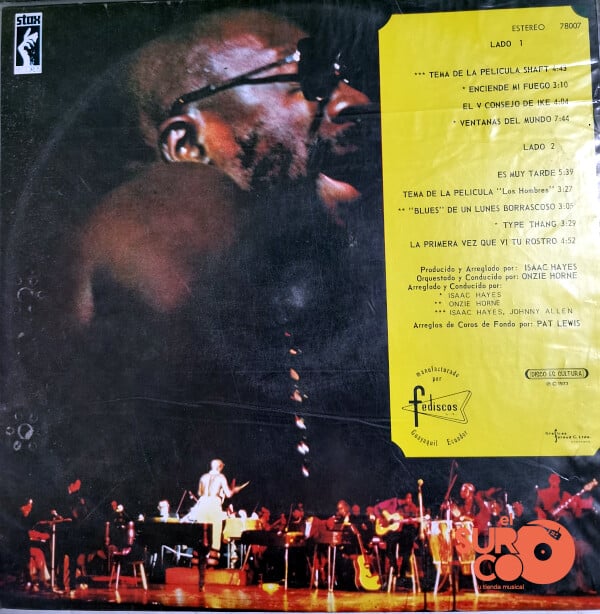 stax
ESTEREO 78007
LADO 1
*** TEMA DE LA PELICULA SHAFT 4:43
* ENCIENDE MI FUEGO 3:10
EL V CONSEJO DE IKE 4:04
* VENTANAS DEL MUNDO 7:44
LADO 2
ES MUY TARDE 5:39
TEMA DE LA PELICULA "Los Hombres" 3:27
** "BLUES" DE UN LUNES BORRASCOSO 3:05
* TYPE THANG 3:29
LA PRIMERA VEZ QUE VI TU ROSTRO 4:52
Producido y Arreglado por: ISAAC HAYES
Orquestado y Conducido por: ONZIE HORNE
Arreglado y Conducido por:
* ISAAC HAYES
** ONZIE HORNE
*** ISAAC HAYES, JOHNNY ALLEN
Arreglos de Coros de Fondo por: PAT LEWIS
manufacturado
por
fediscos
Guayaquil Ecuador
¡DISCO ES CULTURA!
℗ © 1973
el
SURCO
tu tienda musical